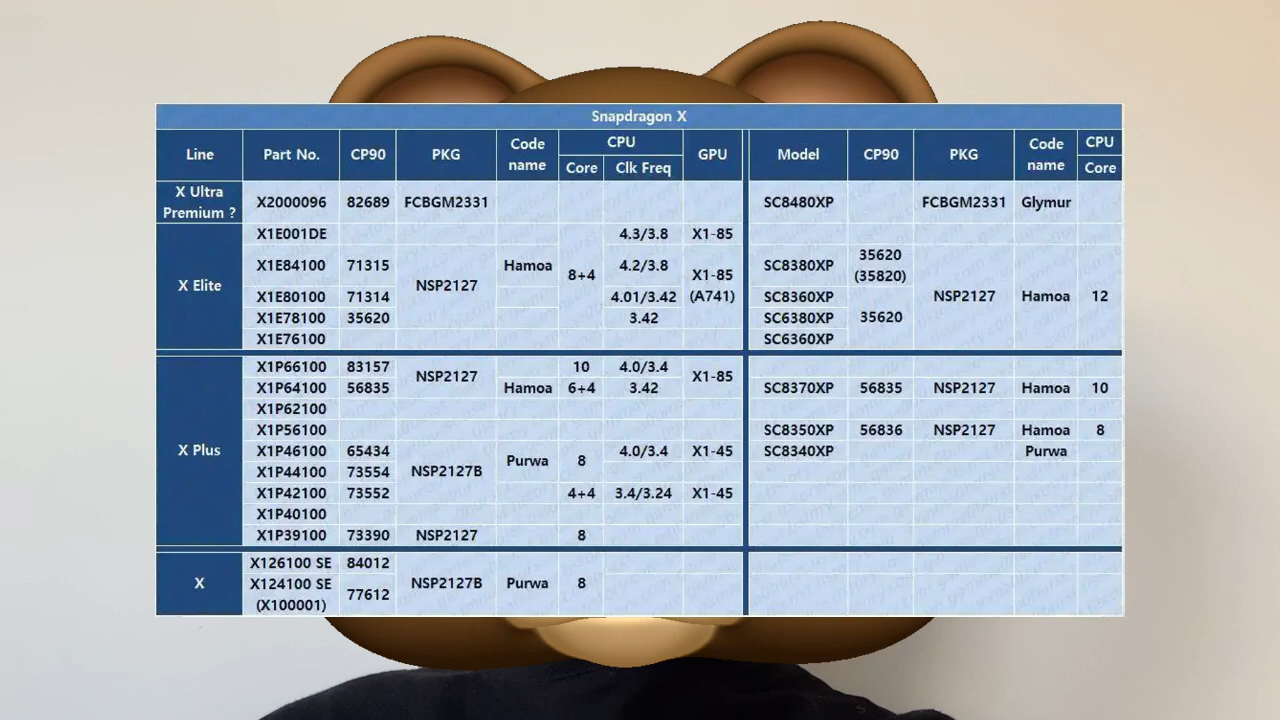 Snapdragon X
Line Part No. CP90 PKG Code name CPU GPU Model CP90 PKG Code name CPU
Core Clk Freq Core
X Ultra Premium ? X2000096 82689 FCBGM2331 SC8480XP FCBGM2331 Glymur
X Elite X1E001DE 4.3/3.8 X1-85
X1E84100 71315 NSP2127 Hamoa 8+4 4.2/3.8 X1-85 (A741) SC8380XP 35620 (35820) NSP2127 Hamoa 12
X1E80100 71314 4.01/3.42 SC8360XP
X1E78100 35620 3.42 SC6380XP 35620
X1E76100 SC6360XP
X Plus X1P66100 83157 NSP2127 10 4.0/3.4 X1-85
X1P64100 56835 Hamoa 6+4 3.42 SC8370XP 56835 NSP2127 Hamoa 10
X1P62100
X1P56100 SC8350XP 56836 NSP2127 Hamoa 8
X1P46100 65434 NSP2127B Purwa 8 4.0/3.4 X1-45 SC8340XP Purwa
X1P44100 73554
X1P42100 73552 4+4 3.4/3.24 X1-45
X1P40100
X1P39100 73390 NSP2127 8
X X126100 SE 84012 NSP2127B Purwa 8
X124100 SE (X100001) 77612